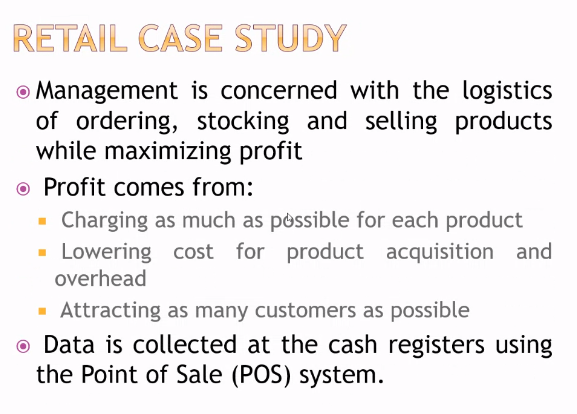 RETAIL CASE STUDY
Management is concerned with the logistics
of ordering, stocking and selling products
while maximizing profit
Profit comes from:
Charging as much as possible for each product
Lowering cost for product acquisition and
overhead
Attracting as many customers as possible
Data is collected at the cash registers using
the Point of Sale (POS) system.